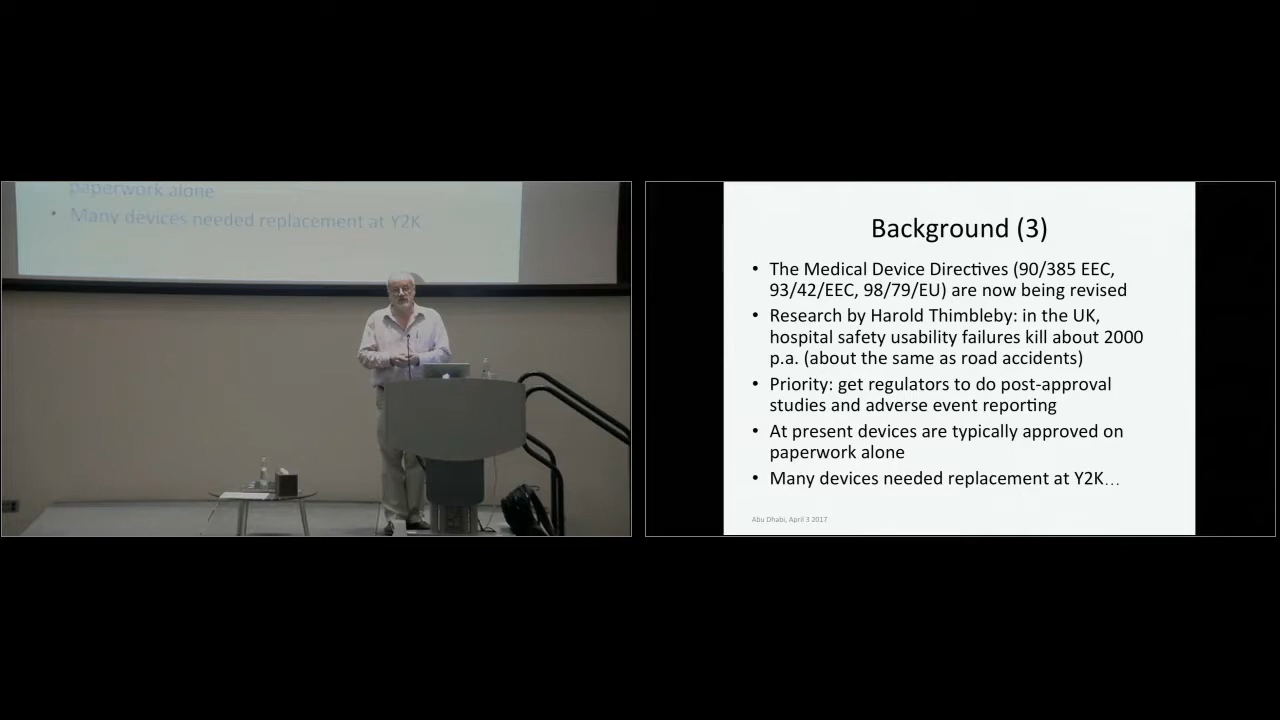 paperwork alone
• Many devices needed replacement at Y2K
Background (3)
• The Medical Device Directives (90/385 EEC,
93/42/EEC, 98/79/EU) are now being revised
• Research by Harold Thimbleby: in the UK,
hospital safety usability failures kill about 2000
p.a. (about the same as road accidents)
• Priority: get regulators to do post-approval
studies and adverse event reporting
• At present devices are typically approved on
paperwork alone
• Many devices needed replacement at Y2K…
Abu Dhabi, April 3 2017